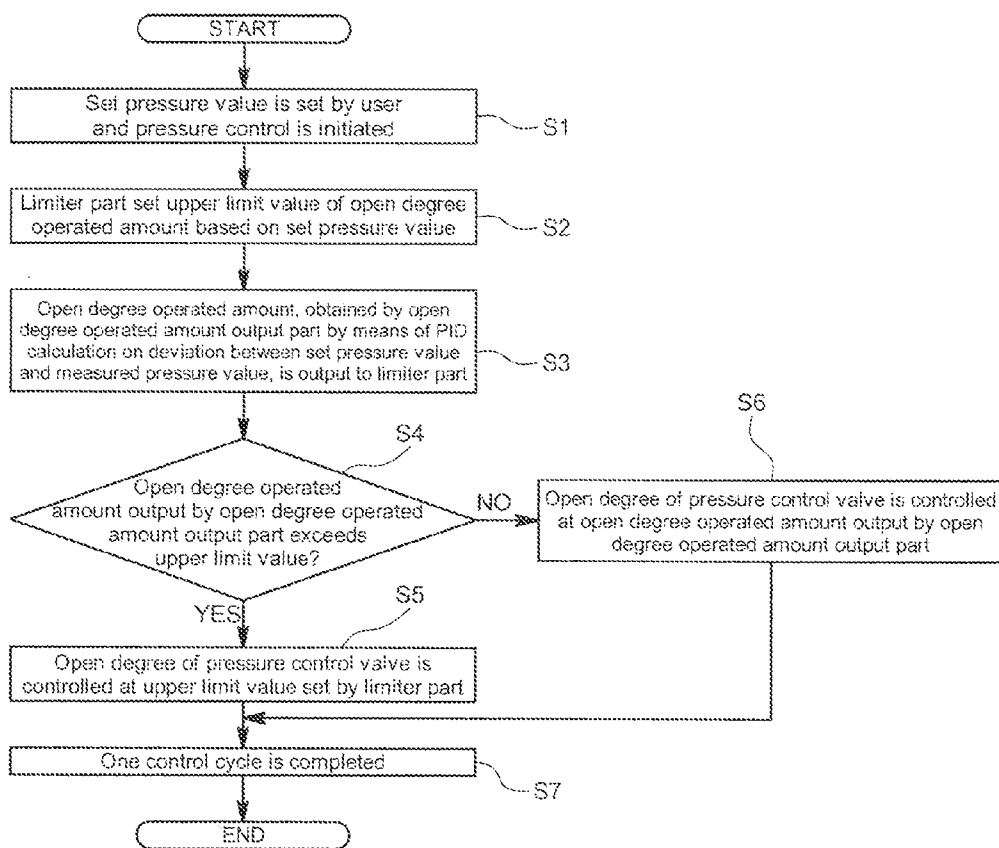 START
Set pressure value is set by user
and pressure control is initiated
S1
Limiter part set upper limit value of open degree
operated amount based on set pressure value
S2
Open degree operated amount, obtained by open
degree operated amount output part by means of PID
calculation on deviation between set pressure value
and measured pressure value, is output to limiter part
S3
S4
Open degree operated
amount output by open degree operated
amount output part exceeds
upper limit value?
NO
S6
Open degree of pressure control valve is controlled
at open degree operated amount output by open
degree operated amount output part
YES
S5
Open degree of pressure control valve is
controlled at upper limit value set by limiter part
One control cycle is completed
S7
END